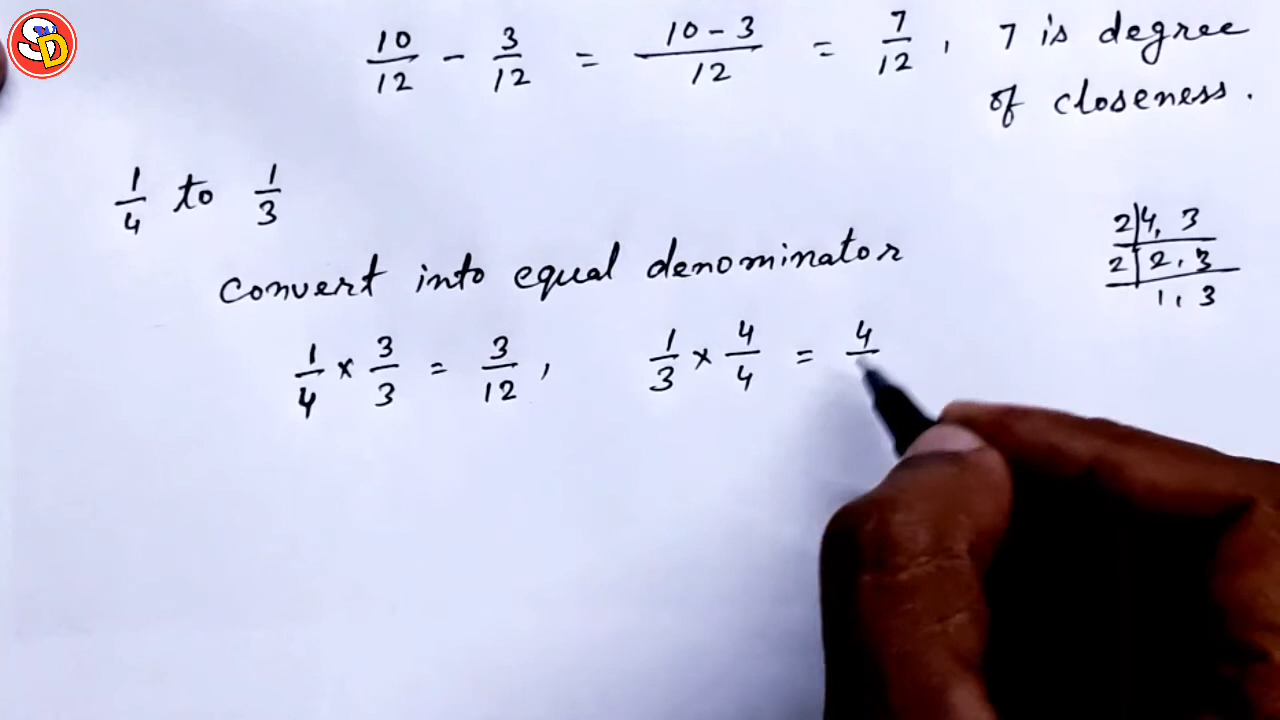 SWD
10/12 - 3/12 = 10-3/12 = 7/12, 7 is degree
of closeness.
1/4 to 1/3
2|4, 3
convert into equal denominator
2|2, 3
1, 3
1/4 × 3/3 = 3/12, 1/3 × 4/4 = 4/